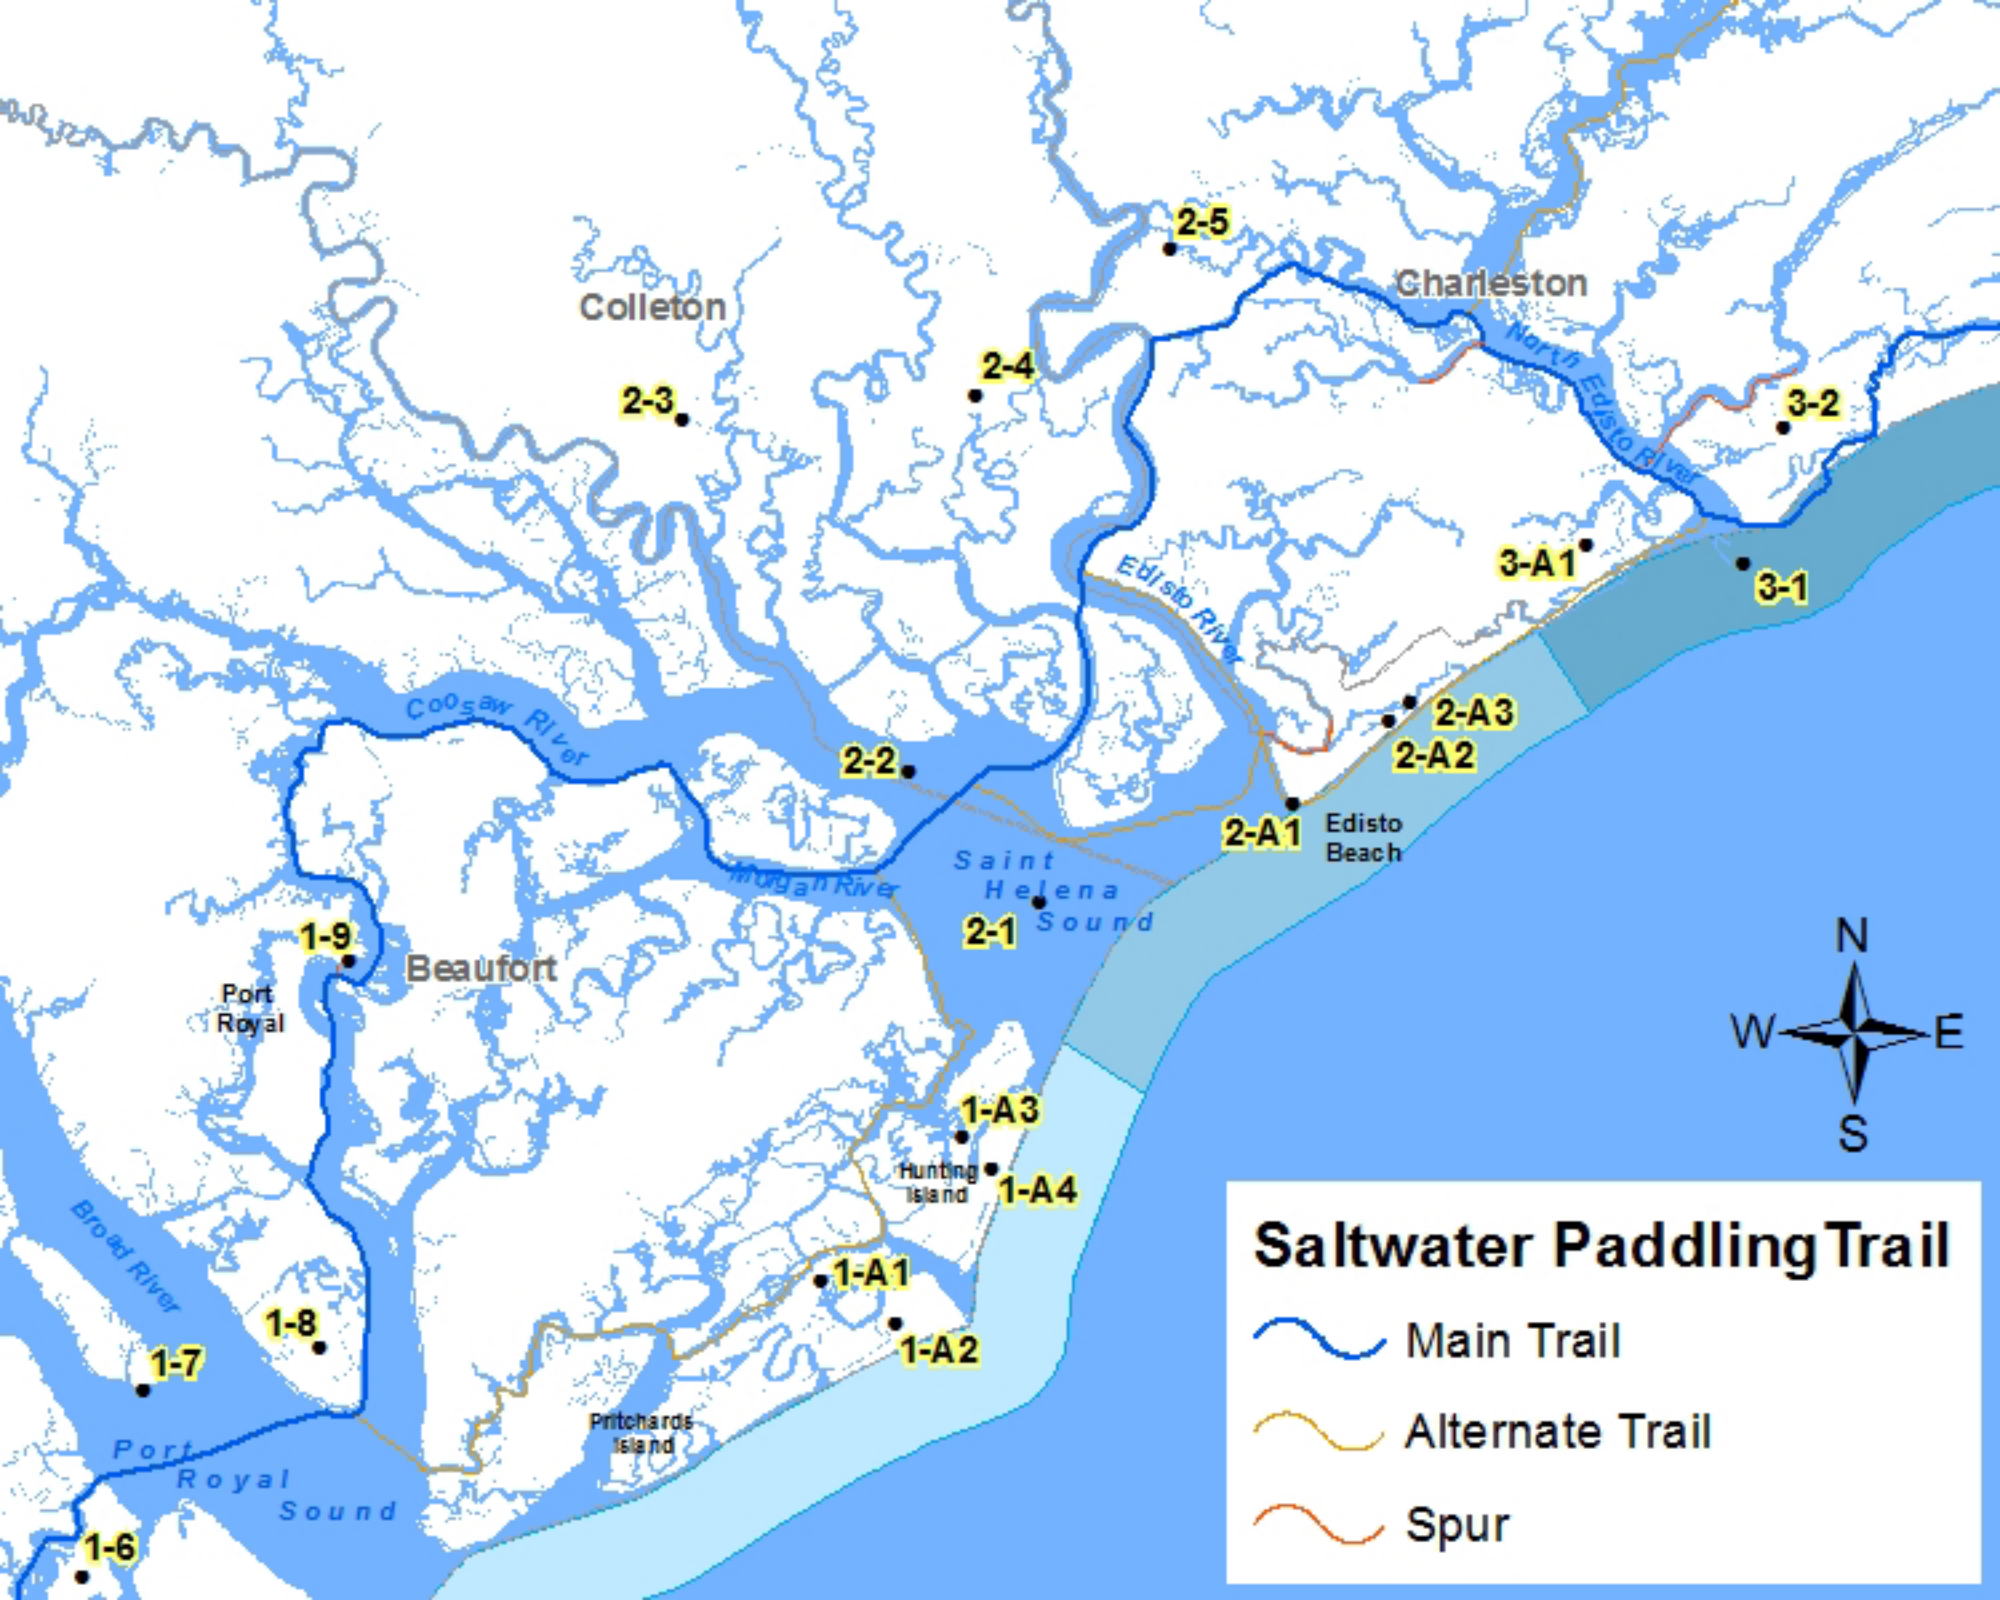 2-5
Charleston
Colleton
North Edisto River
2-4
2-3
3-2
Edisto River
3-A1
3-1
Coosaw River
2-A3
2-A2
2-2
2-A1
Edisto
Beach
Saint
Helena
Sound
Morgan River
2-1
1-9
Beaufort
Port
Royal
N
W
E
S
1-A3
Hunting
Island
1-A4
Broad River
1-A1
1-8
1-A2
1-7
Pritchards
Island
Port
Royal
Sound
1-6
Saltwater Paddling Trail
Main Trail
Alternate Trail
Spur